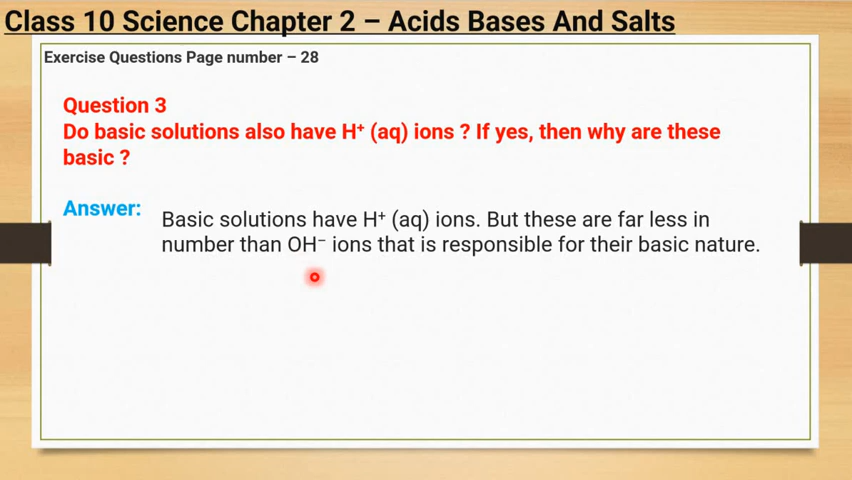 Class 10 Science Chapter 2 – Acids Bases And Salts
Exercise Questions Page number – 28
Question 3
Do basic solutions also have H⁺ (aq) ions ? If yes, then why are these
basic ?
Answer:
Basic solutions have H⁺ (aq) ions. But these are far less in
number than OH⁻ ions that is responsible for their basic nature.